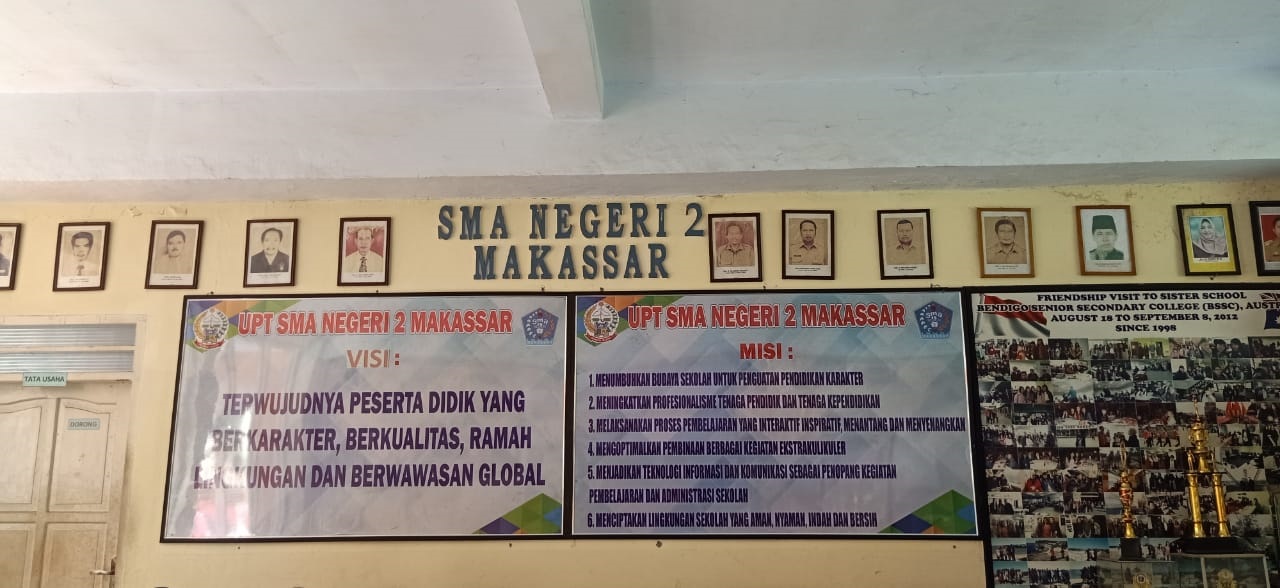 SMA NEGERI 2
MAKASSAR
TATA USAHA
DORONG
UPT SMA NEGERI 2 MAKASSAR
VISI :
TERWUJUDNYA PESERTA DIDIK YANG
BERKARAKTER, BERKUALITAS, RAMAH
LINGKUNGAN DAN BERWAWASAN GLOBAL
UPT SMA NEGERI 2 MAKASSAR
MISI :
1. MENUMBUHKAN BUDAYA SEKOLAH UNTUK PENGUATAN PENDIDIKAN KARAKTER
2. MENINGKATKAN PROFESIONALISME TENAGA PENDIDIK DAN TENAGA KEPENDIDIKAN
3. MELAKSANAKAN PROSES PEMBELAJARAN YANG INTERAKTIF INSPIRATIF, MENANTANG DAN MENYENANGKAN
4. MENGOPTIMALKAN PEMBINAAN BERBAGAI KEGIATAN EKSTRAKULIKULER
5. MENJADIKAN TEKNOLOGI INFORMASI DAN KOMUNIKASI SEBAGAI PENOPANG KEGIATAN
PEMBELAJARAN DAN ADMINISTRASI SEKOLAH
6. MENCIPTAKAN LINGKUNGAN SEKOLAH YANG AMAN, NYAMAN, INDAH DAN BERSIH
FRIENDSHIP VISIT TO SISTER SCHOOL
BENDIGO SENIOR SECONDARY COLLEGE (BSSC), AUST
AUGUST 18 TO SEPTEMBER 8, 2012
SINCE 1998